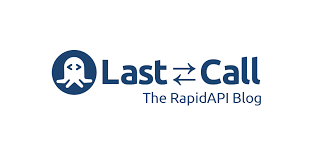 Last ⇄ Call
The RapidAPI Blog